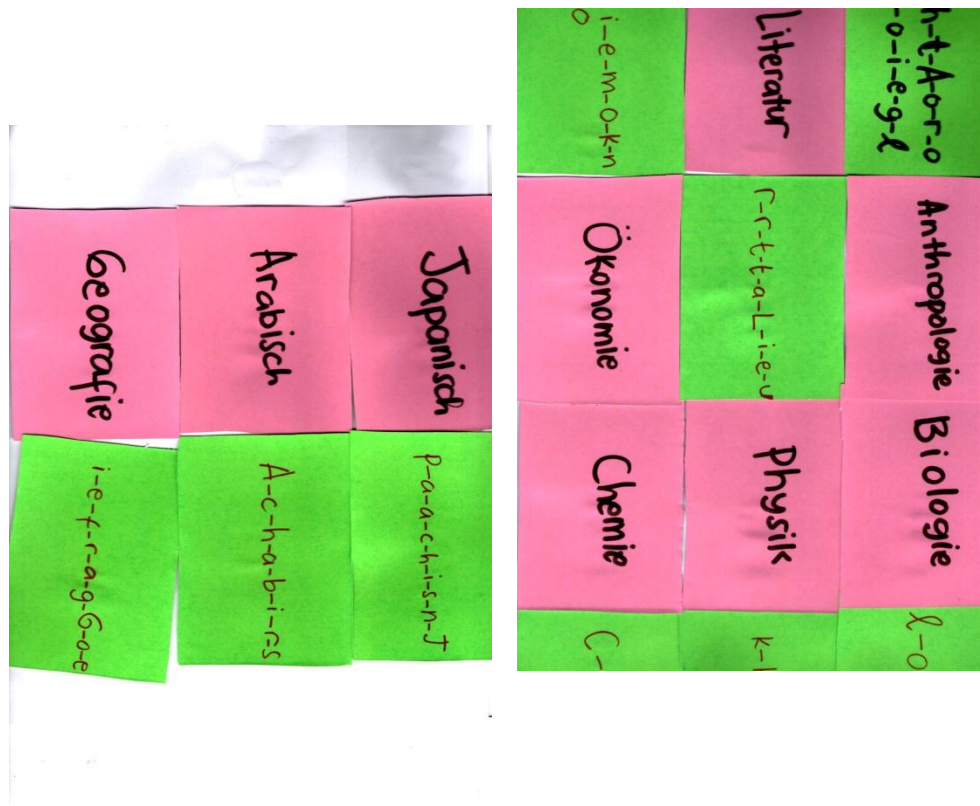 Japanisch
p-a-a-c-h-i-s-n-J
Arabisch
A-c-h-a-b-i-r-s
Geografie
i-e-f-r-a-g-G-o-e
h-t-A-o-r-o
-o-i-e-g-l
Anthropologie
Biologie
l-o
Literatur
r-r-t-t-a-L-i-e-u
Physik
K-
i-e-m-o-k-n
Ökonomie
Chemie
C-